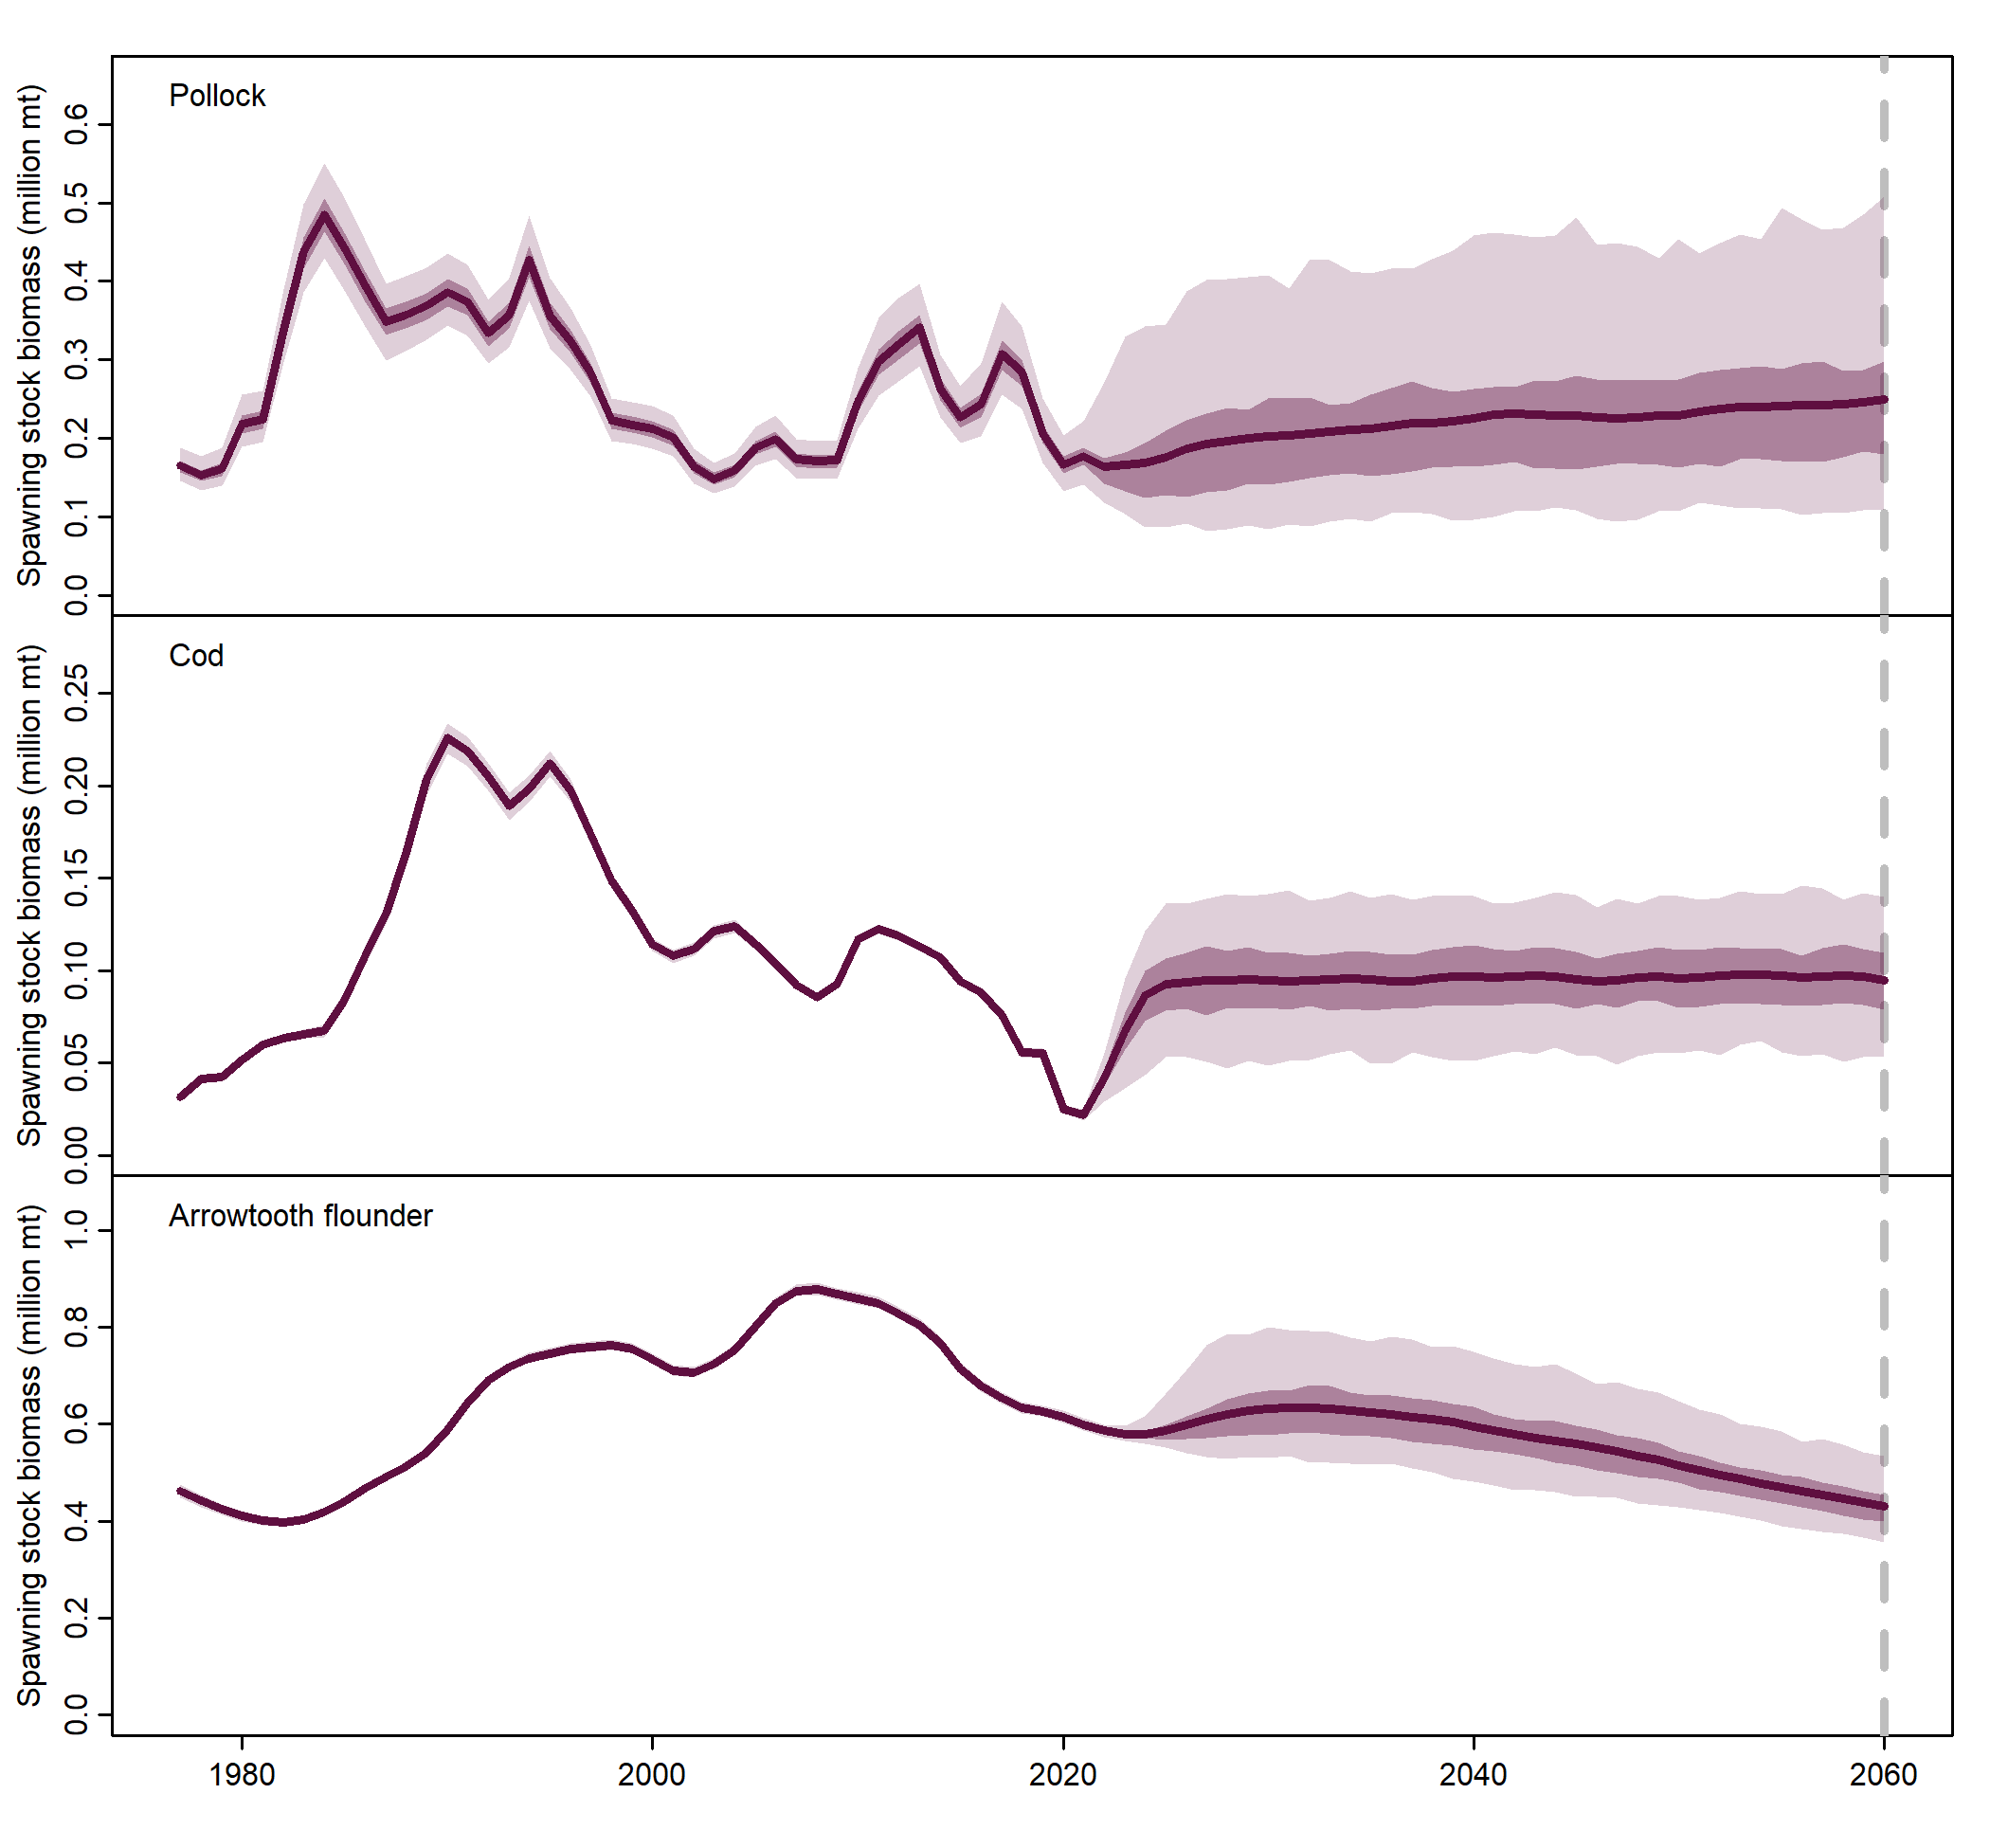 Pollock
Spawning stock biomass (million mt)
0.6
0.5
0.4
0.3
0.2
0.1
0.0
Cod
Spawning stock biomass (million mt)
0.25
0.20
0.15
0.10
0.05
0.00
Arrowtooth flounder
Spawning stock biomass (million mt)
1.0
0.8
0.6
0.4
0.2
0.0
1980 2000 2020 2040 2060